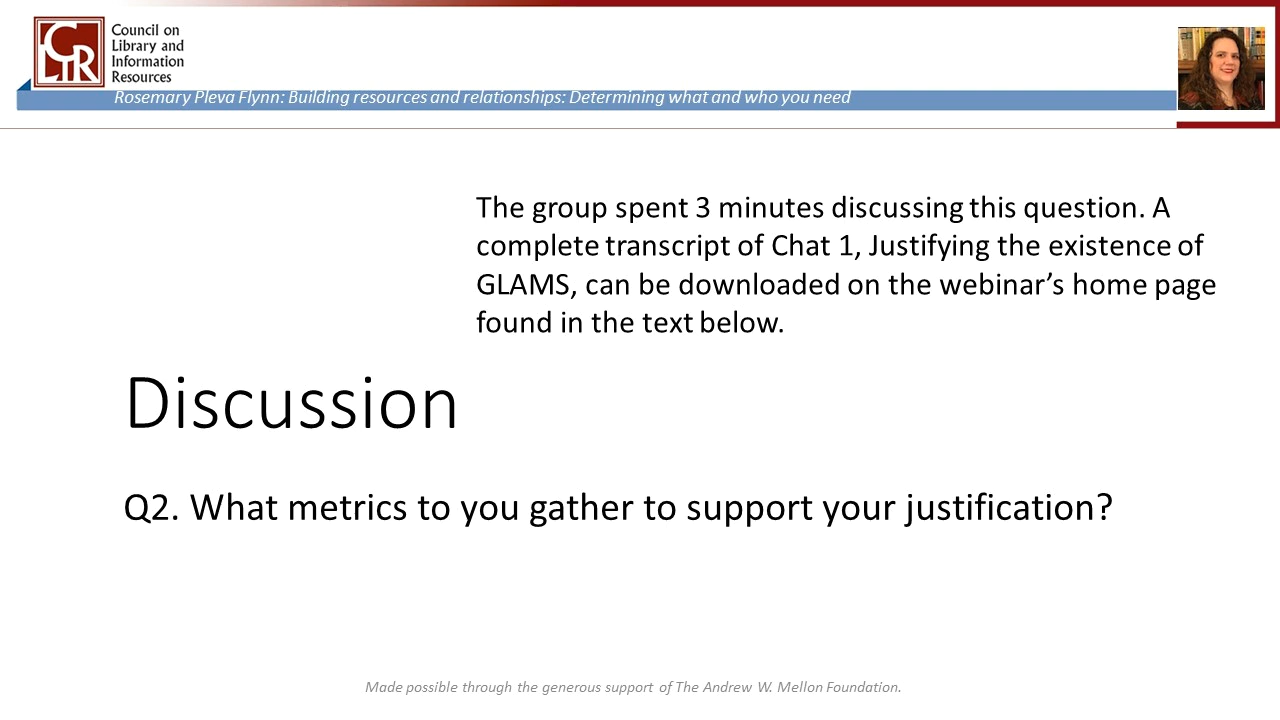 CLIR
Council on
Library and
Information
Resources
Rosemary Pleva Flynn: Building resources and relationships: Determining what and who you need
The group spent 3 minutes discussing this question. A
complete transcript of Chat 1, Justifying the existence of
GLAMS, can be downloaded on the webinar’s home page
found in the text below.
Discussion
Q2. What metrics to you gather to support your justification?
Made possible through the generous support of The Andrew W. Mellon Foundation.